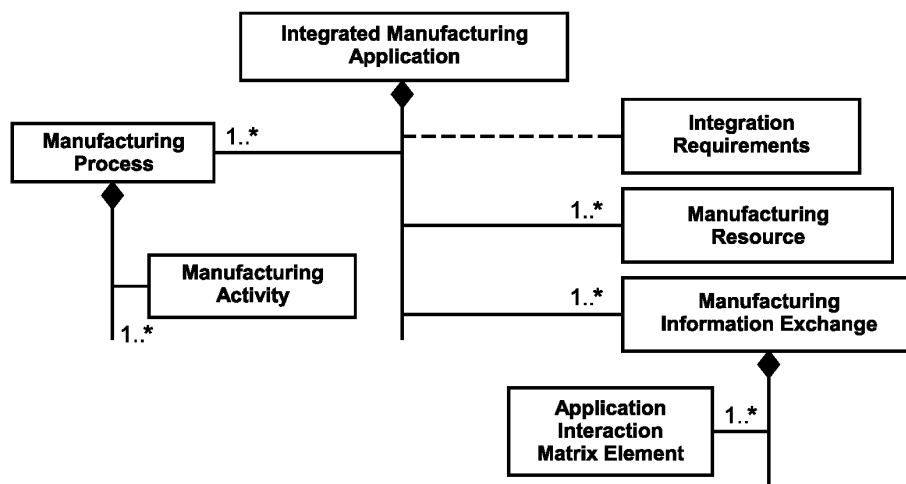 Integrated Manufacturing
Application
Manufacturing
Process
1..*
Integration
Requirements
1..*
Manufacturing
Resource
Manufacturing
Activity
1..*
1..*
Manufacturing
Information Exchange
Application
Interaction
Matrix Element
1..*